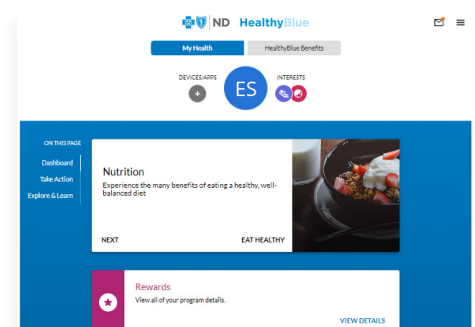 ND HealthyBlue
My Health
HealthyBlue Benefits
DEVICES/APPS
ES
INTERESTS
ON THIS PAGE
Dashboard
Take Action
Explore & Learn
Nutrition
Experience the many benefits of eating a healthy, well-
balanced diet
NEXT
EAT HEALTHY
Rewards
View all of your program details.
VIEW DETAILS